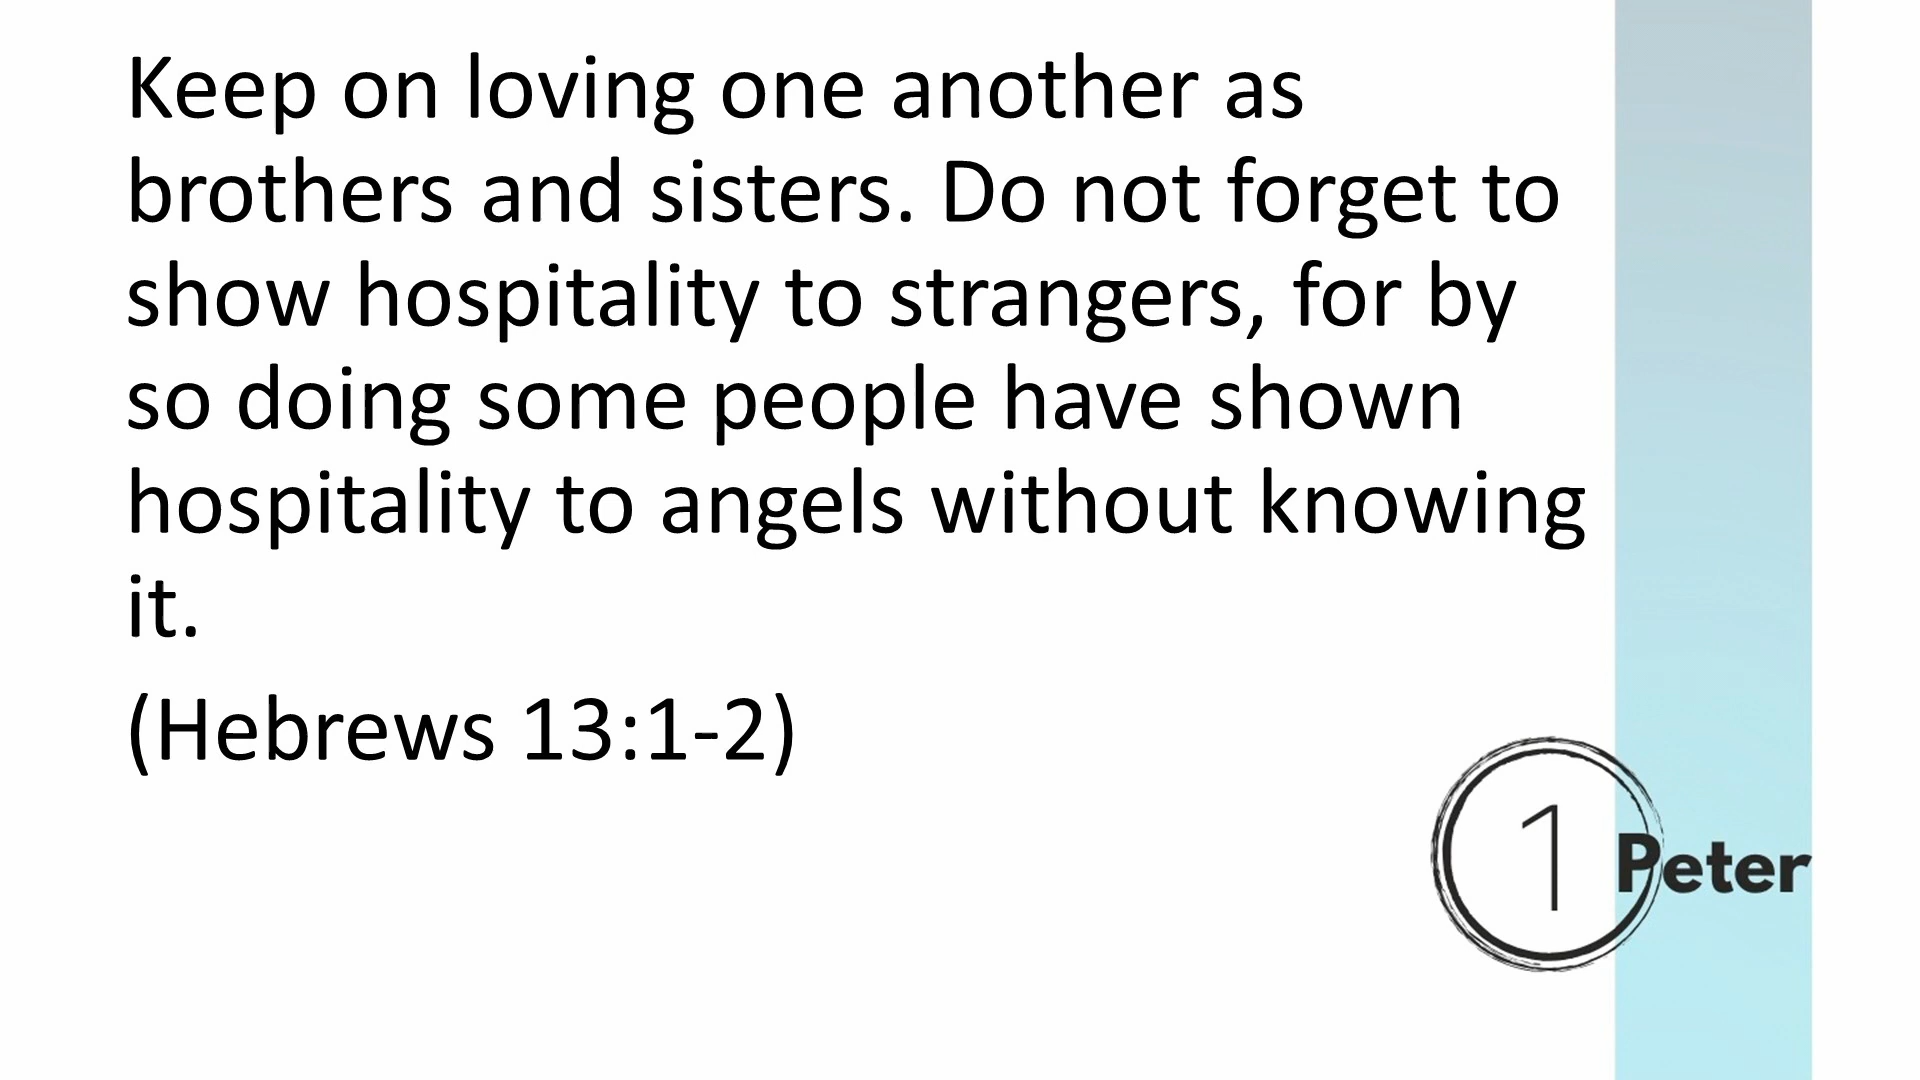 Keep on loving one another as
brothers and sisters. Do not forget to
show hospitality to strangers, for by
so doing some people have shown
hospitality to angels without knowing
it.
(Hebrews 13:1-2)
1 Peter